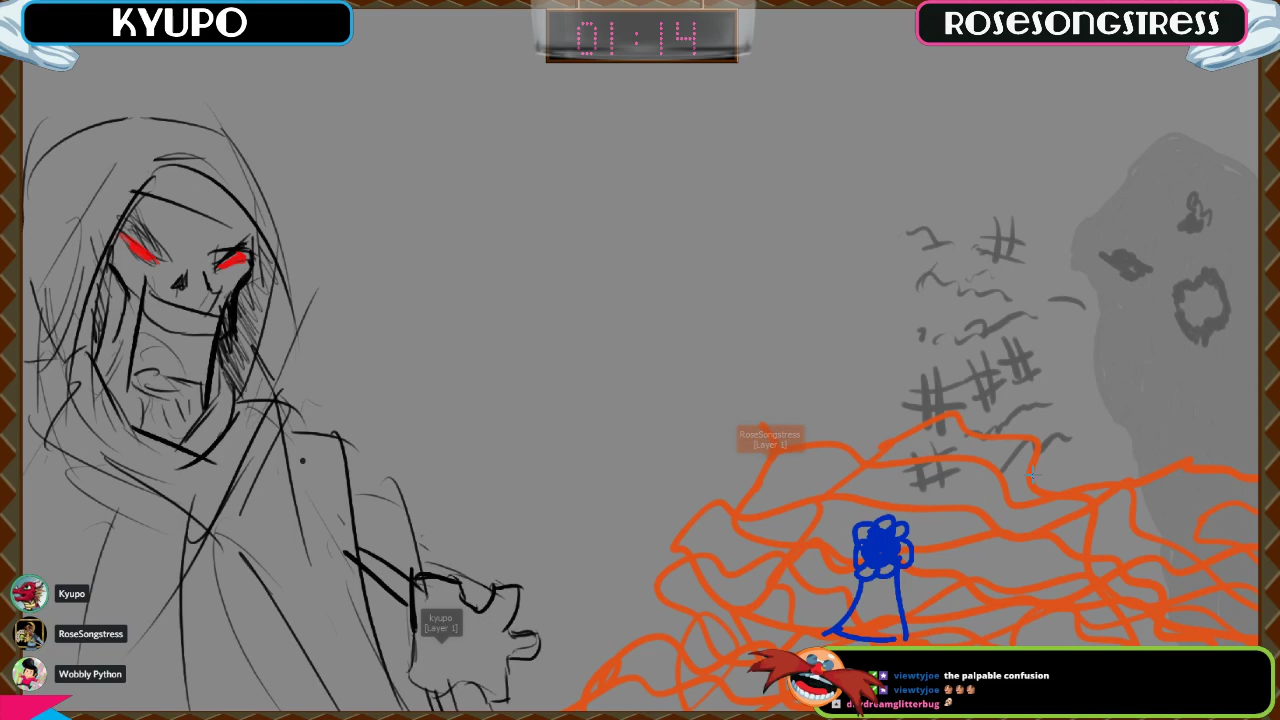 KYUPO
01:14
ROSESONGSTRESS
RoseSongstress
[Layer 1]
kyupo
[Layer 1]
Kyupo
RoseSongstress
Wobbly Python
viewtyjoe the palpable confusion
viewtyjoe